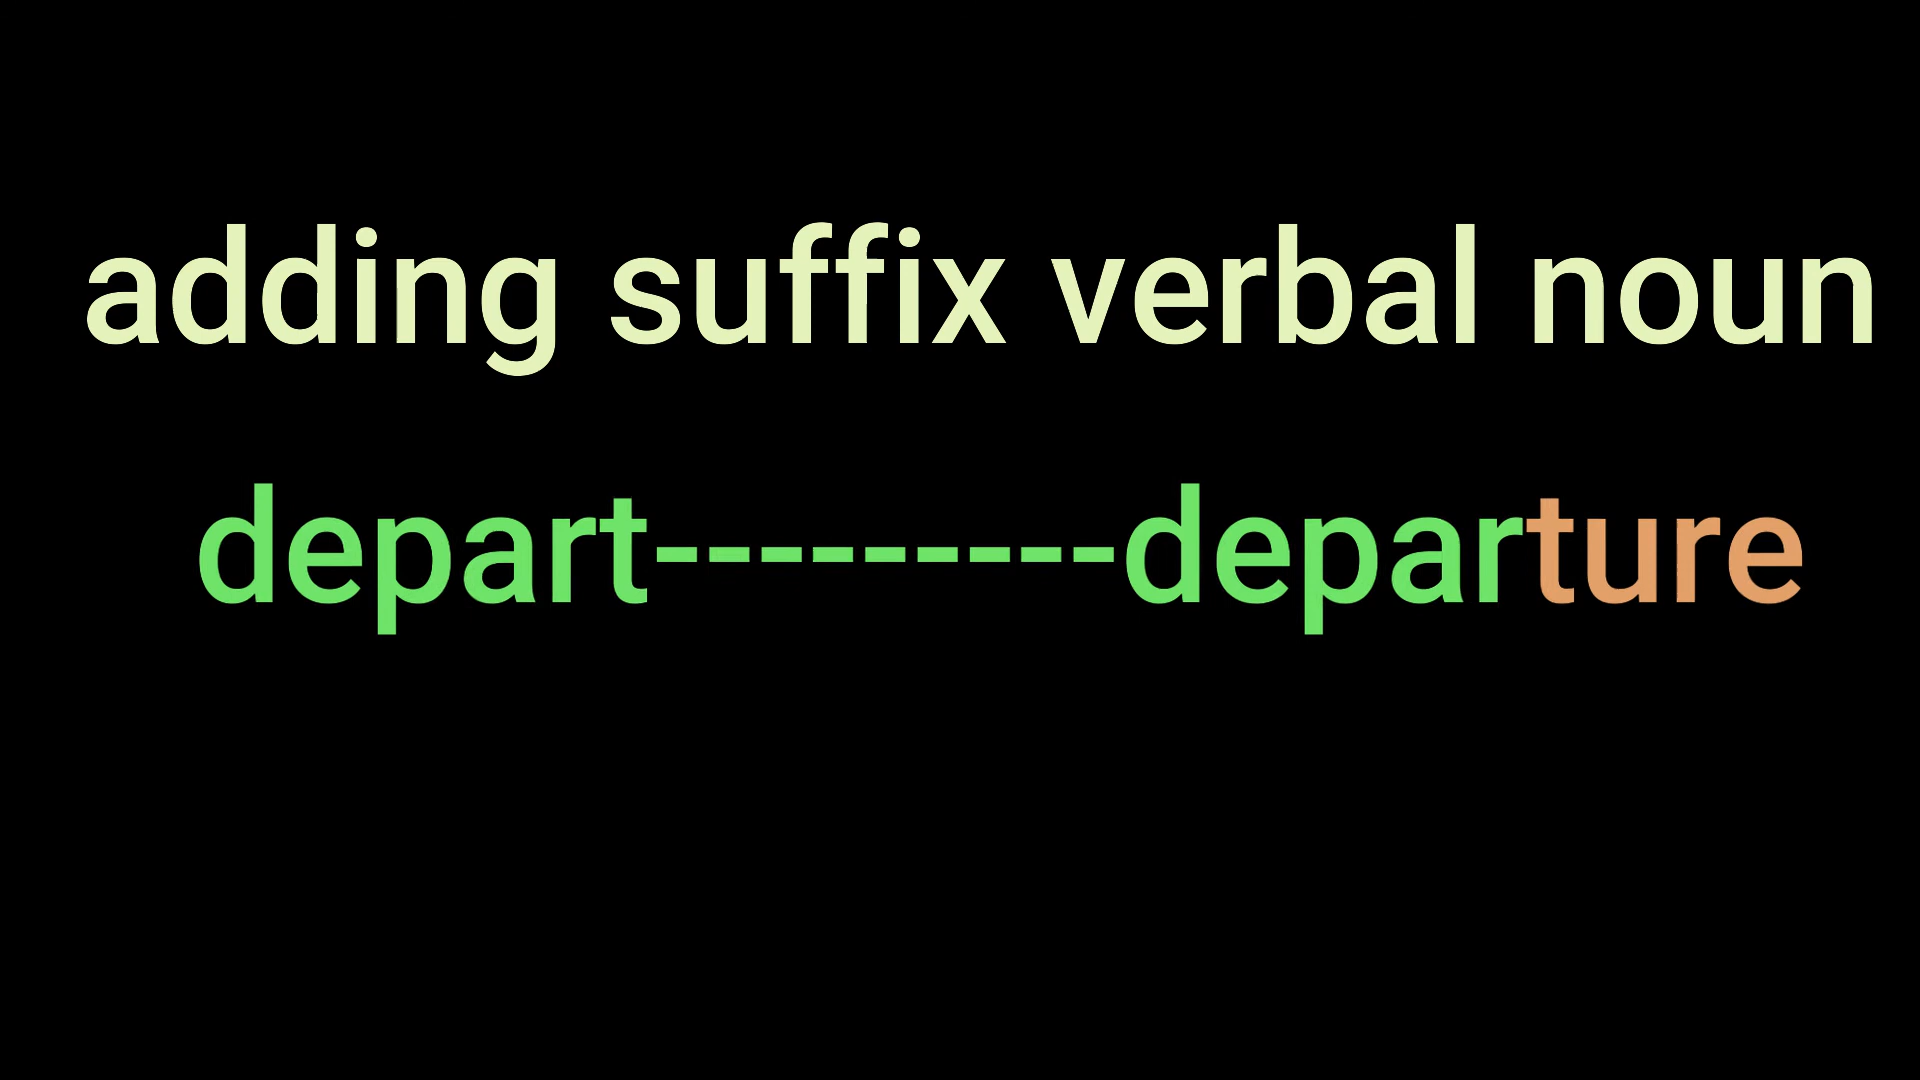 adding suffix verbal noun
depart---------departure